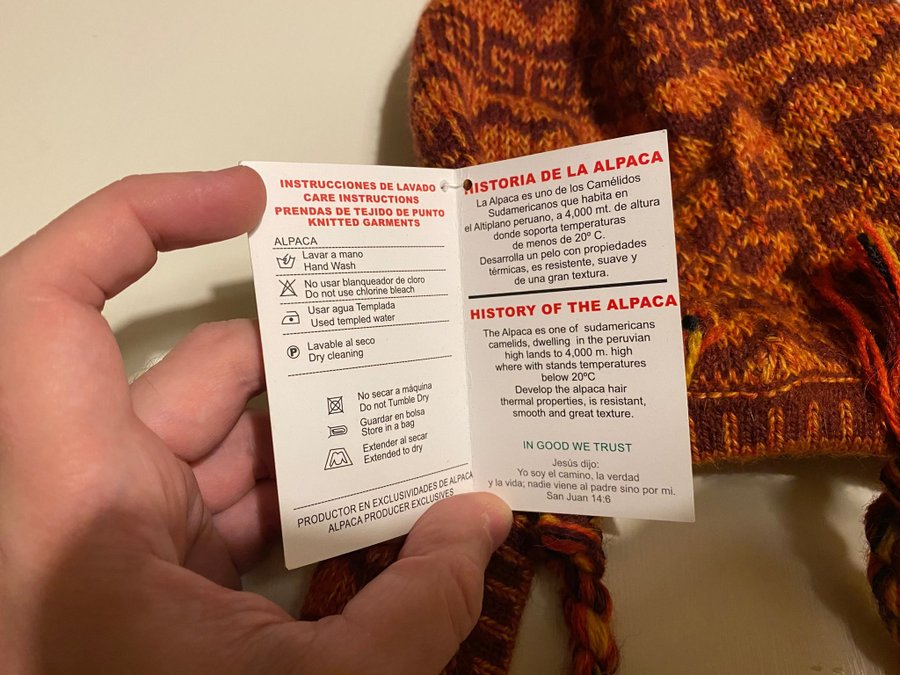 INSTRUCCIONES DE LAVADO
CARE INSTRUCTIONS
PRENDAS DE TEJIDO DE PUNTO
KNITTED GARMENTS
ALPACA
Lavar a mano
Hand Wash
No usar blanqueador de cloro
Do not use chlorine bleach
Usar agua Templada
Used templed water
P
Lavable al seco
Dry cleaning
No secar a máquina
Do not Tumble Dry
Guardar en bolsa
Store in a bag
Extender al secar
Extended to dry
PRODUCTOR EN EXCLUSIVIDADES DE ALPACA
ALPACA PRODUCER EXCLUSIVES
HISTORIA DE LA ALPACA
La Alpaca es uno de los Camélidos
Sudamericanos que habita en
el Altiplano peruano, a 4,000 mt. de altura
donde soporta temperaturas
de menos de 20º C.
Desarrolla un pelo con propiedades
térmicas, es resistente, suave y
de una gran textura.
HISTORY OF THE ALPACA
The Alpaca es one of sudamericans
camelids, dwelling in the peruvian
high lands to 4,000 m. high
where with stands temperatures
below 20ºC
Develop the alpaca hair
thermal properties, is resistant,
smooth and great texture.
IN GOOD WE TRUST
Jesús dijo:
Yo soy el camino, la verdad
y la vida; nadie viene al padre sino por mi.
San Juan 14:6